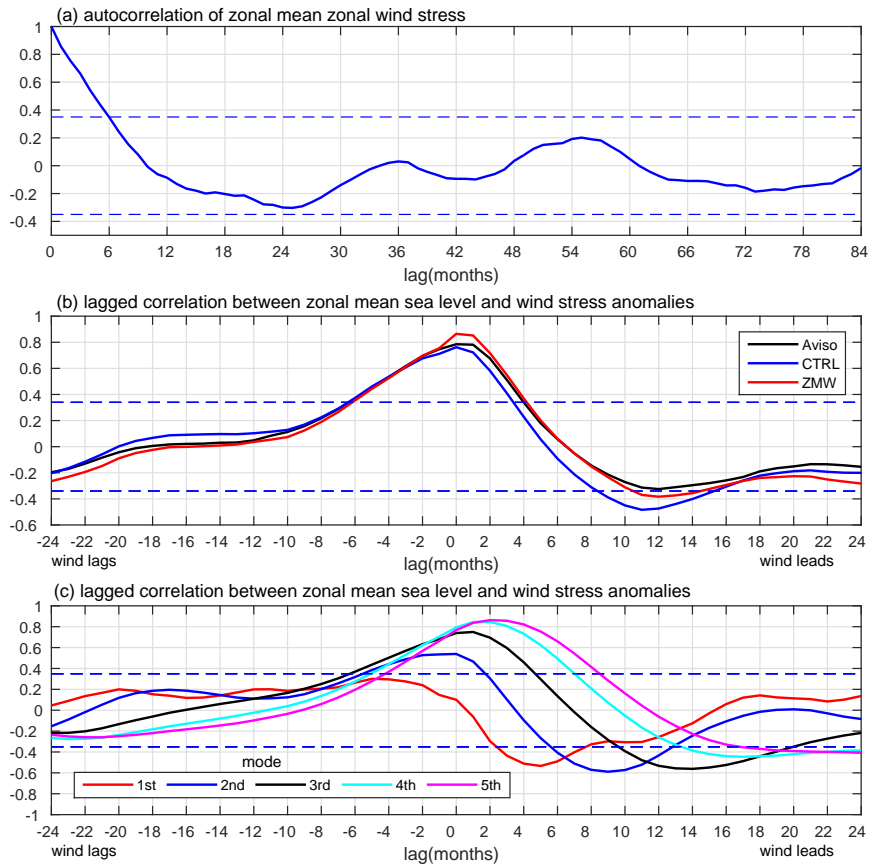 (a) autocorrelation of zonal mean zonal wind stress
1
0.8
0.6
0.4
0.2
0
-0.2
-0.4
0 6 12 18 24 30 36 42 48 54 60 66 72 78 84
lag(months)
(b) lagged correlation between zonal mean sea level and wind stress anomalies
1
0.8
0.6
0.4
0.2
0
-0.2
-0.4
-0.6
Aviso
CTRL
ZMW
-24 -22 -20 -18 -16 -14 -12 -10 -8 -6 -4 -2 0 2 4 6 8 10 12 14 16 18 20 22 24
wind lags lag(months) wind leads
(c) lagged correlation between zonal mean sea level and wind stress anomalies
1
0.8
0.6
0.4
0.2
0
-0.2
-0.4
-0.6
-0.8
-1
mode
1st 2nd 3rd 4th 5th
-24 -22 -20 -18 -16 -14 -12 -10 -8 -6 -4 -2 0 2 4 6 8 10 12 14 16 18 20 22 24
wind lags lag(months) wind leads